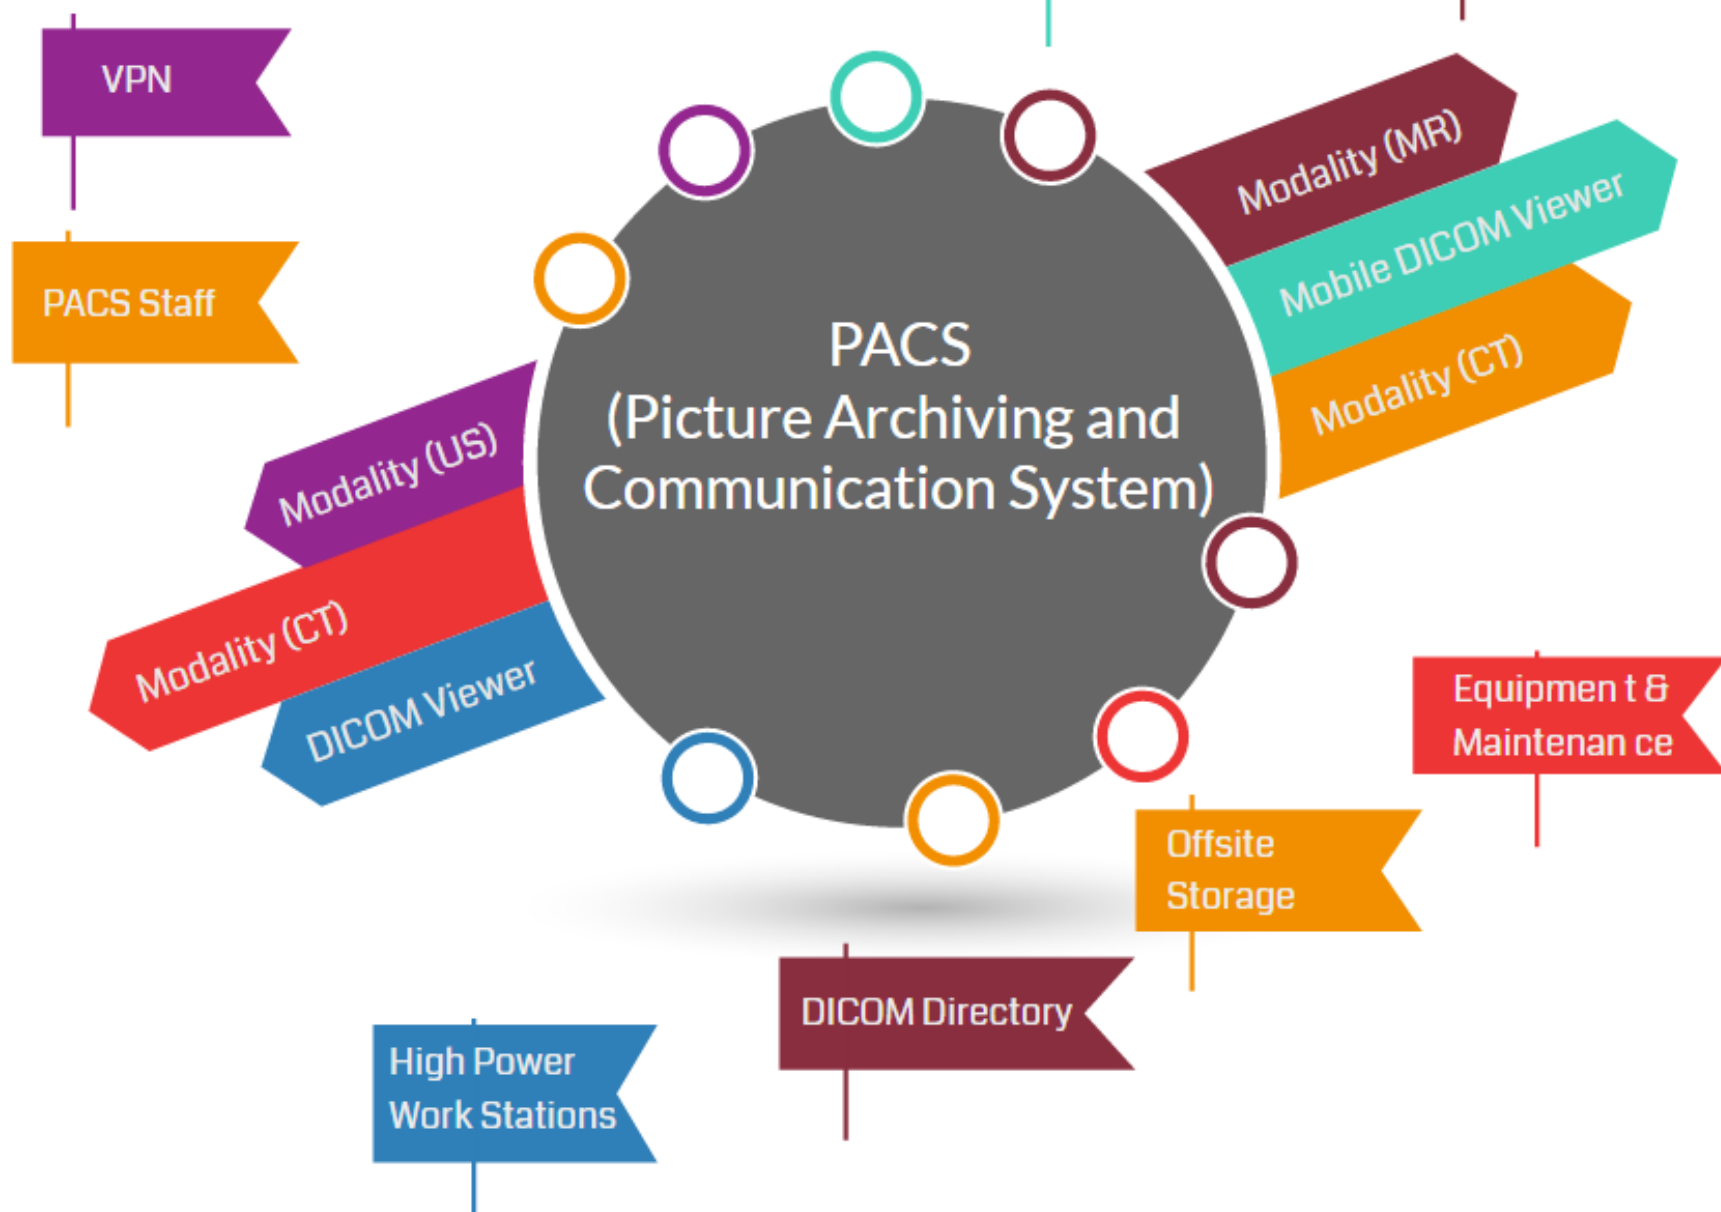 VPN
PACS Staff
Modality (US)
Modality (CT)
DICOM Viewer
PACS
(Picture Archiving and
Communication System)
Modality (MR)
Mobile DICOM Viewer
Modality (CT)
Equipmen t &
Maintenan ce
Offsite
Storage
DICOM Directory
High Power
Work Stations